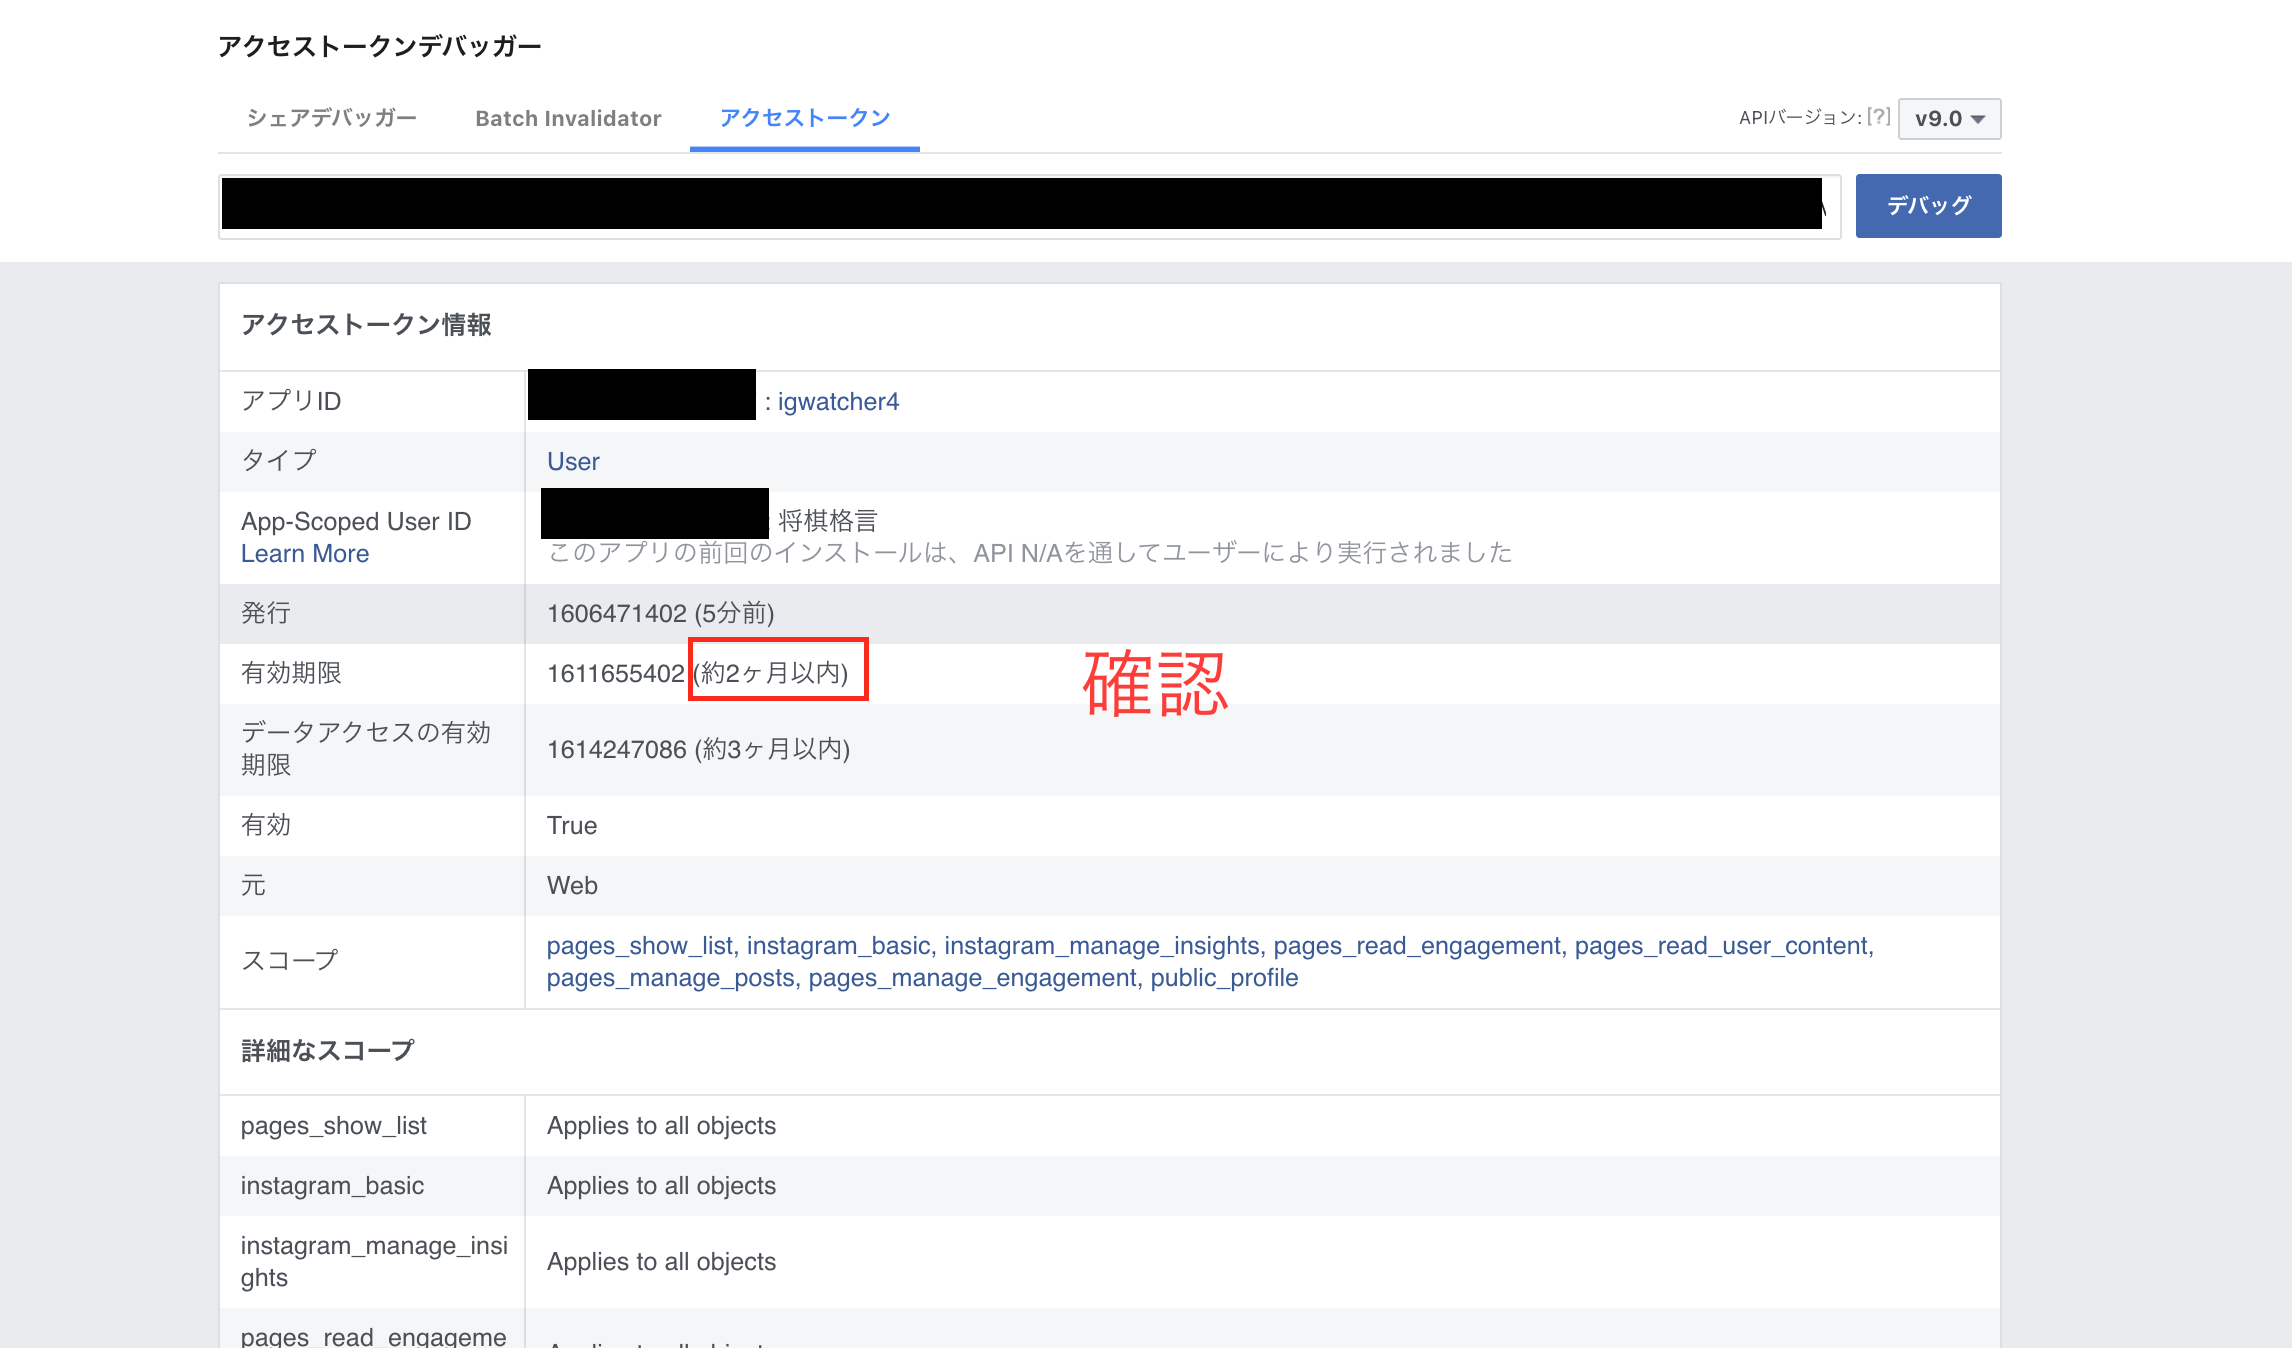 アクセストークンデバッガー
シェアデバッガー Batch Invalidator アクセストークン APIバージョン: [?] v9.0
デバッグ
アクセストークン情報
アプリID : igwatcher4
タイプ User
App-Scoped User ID 将棋格言
Learn More このアプリの前回のインストールは、API N/Aを通してユーザーにより実行されました
発行 1606471402 (5分前)
有効期限 1611655402 (約2ヶ月以内) 確認
データアクセスの有効
期限 1614247086 (約3ヶ月以内)
有効 True
元 Web
スコープ pages_show_list, instagram_basic, instagram_manage_insights, pages_read_engagement, pages_read_user_content,
pages_manage_posts, pages_manage_engagement, public_profile
詳細なスコープ
pages_show_list Applies to all objects
instagram_basic Applies to all objects
instagram_manage_insi
ghts Applies to all objects
pages_read_engageme